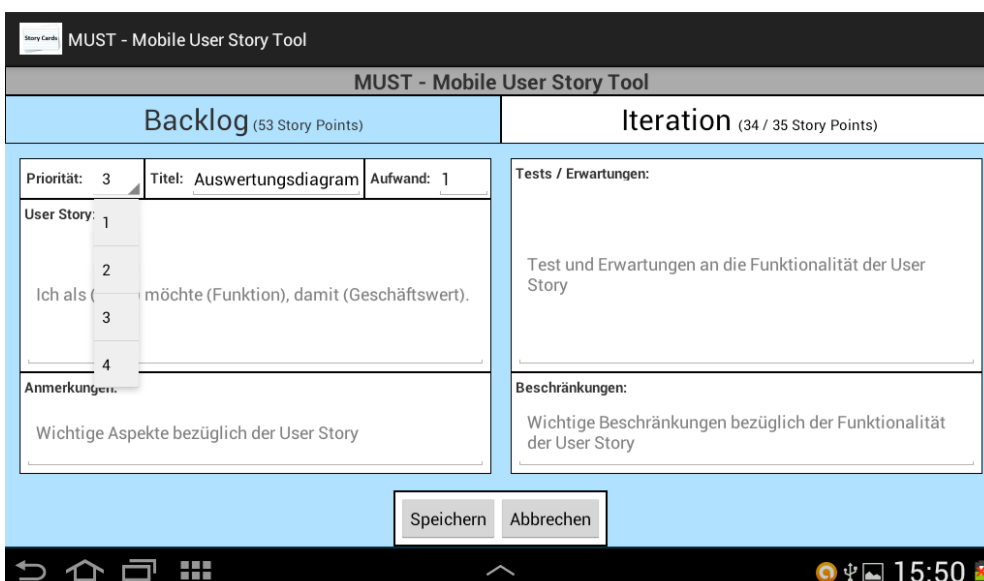 Story Cards
MUST - Mobile User Story Tool
MUST - Mobile User Story Tool
Backlog (53 Story Points)
Iteration (34 / 35 Story Points)
Priorität: 3
Titel: Auswertungsdiagram
Aufwand: 1
User Story:
1
2
3
4
Ich als ( ) möchte (Funktion), damit (Geschäftswert).
Anmerkungen:
Wichtige Aspekte bezüglich der User Story
Tests / Erwartungen:
Test und Erwartungen an die Funktionalität der User
Story
Beschränkungen:
Wichtige Beschränkungen bezüglich der Funktionalität
der User Story
Speichern
Abbrechen
15:50